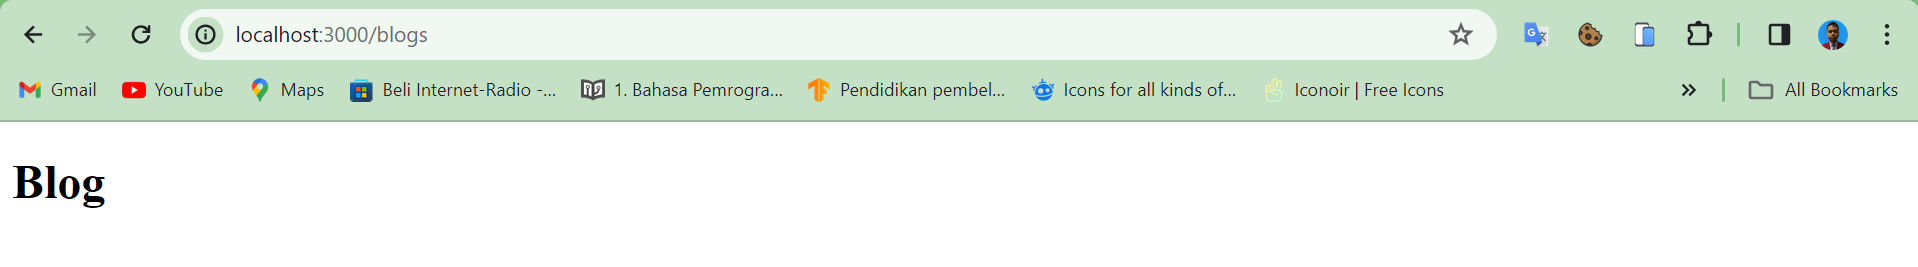 localhost:3000/blogs
Gmail YouTube Maps Beli Internet-Radio -... 1. Bahasa Pemrogra... Pendidikan pembel... Icons for all kinds of... Iconoir | Free Icons » All Bookmarks
Blog